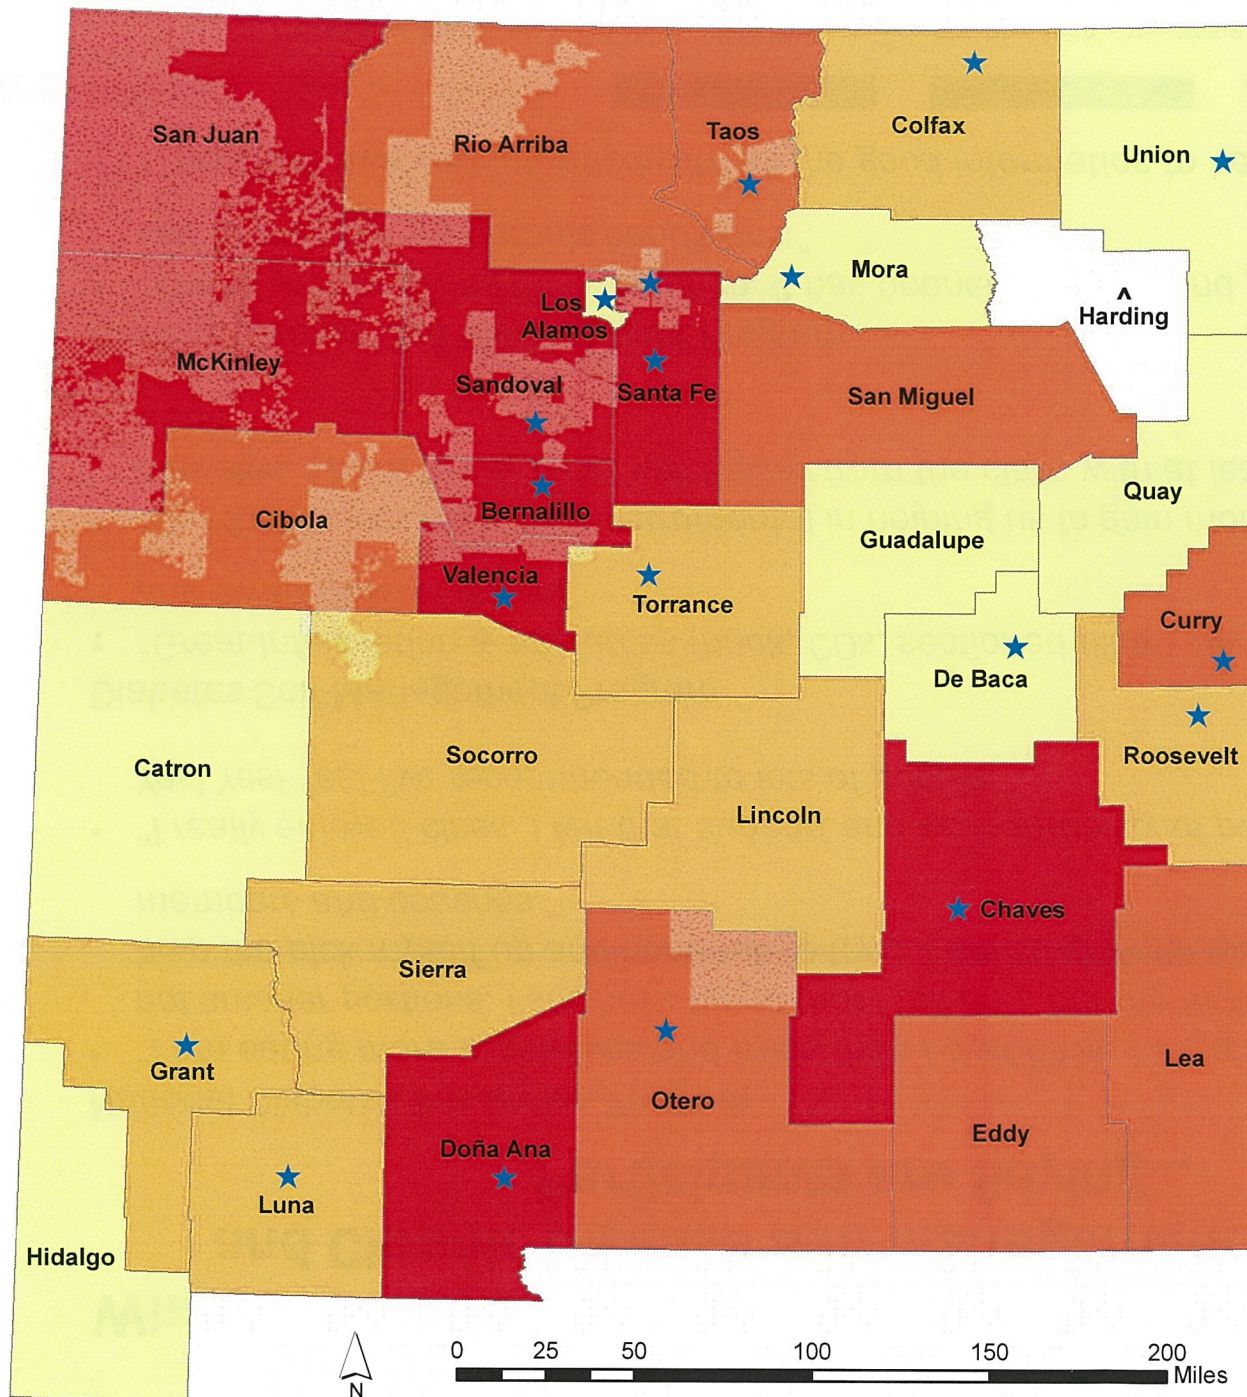 San Juan
Rio Arriba
Taos
Colfax
Union
Mora
^
Harding
Los
Alamos
McKinley
Sandoval
Santa Fe
San Miguel
Quay
Cibola
Bernalillo
Guadalupe
Valencia
Torrance
Curry
De Baca
Catron
Socorro
Roosevelt
Lincoln
Chaves
Sierra
Grant
Lea
Otero
Eddy
Doña Ana
Luna
Hidalgo
0 25 50 100 150 200
Miles
N